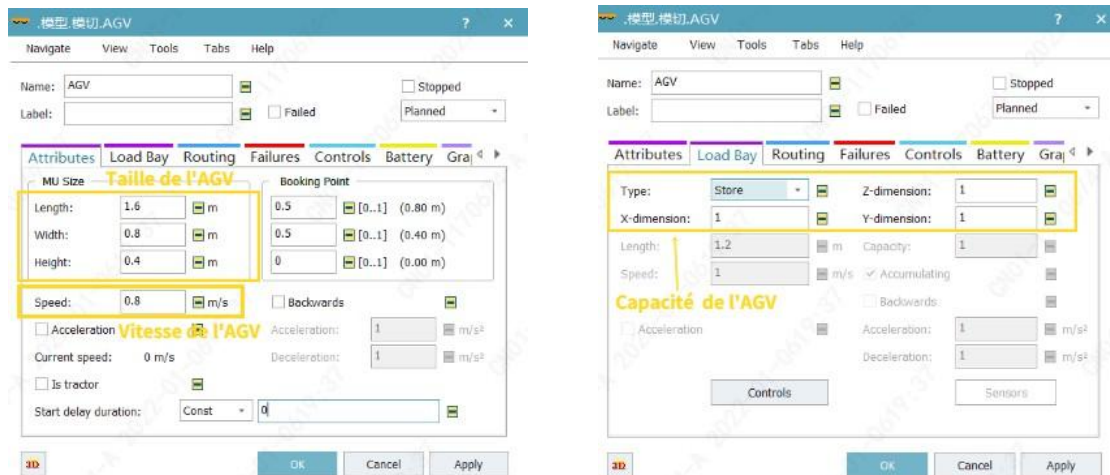 .模型.模切.AGV ? ×
Navigate View Tools Tabs Help
Name: AGV Stopped
Label: Failed Planned
Attributes Load Bay Routing Failures Controls Battery Gra
MU Size Taille de l'AGV Booking Point
Length: 1.6 m 0.5 [0..1] (0.80 m)
Width: 0.8 m 0.5 [0..1] (0.40 m)
Height: 0.4 m 0 [0..1] (0.00 m)
Speed: 0.8 m/s Backwards
Acceleration Vitesse de l'AGV Acceleration: 1 m/s²
Current speed: 0 m/s Deceleration: 1 m/s²
Is tractor
Start delay duration: Const 0
3D OK Cancel Apply
.模型.模切.AGV ? ×
Navigate View Tools Tabs Help
Name: AGV Stopped
Label: Failed Planned
Attributes Load Bay Routing Failures Controls Battery Gra
Type: Store Z-dimension: 1
X-dimension: 1 Y-dimension: 1
Length: 1.2 m Capacity: 1
Speed: 1 m/s Accumulating
Capacité de l'AGV Backwards
Acceleration Acceleration: 1 m/s²
Deceleration: 1 m/s²
Controls Sensors
3D OK Cancel Apply